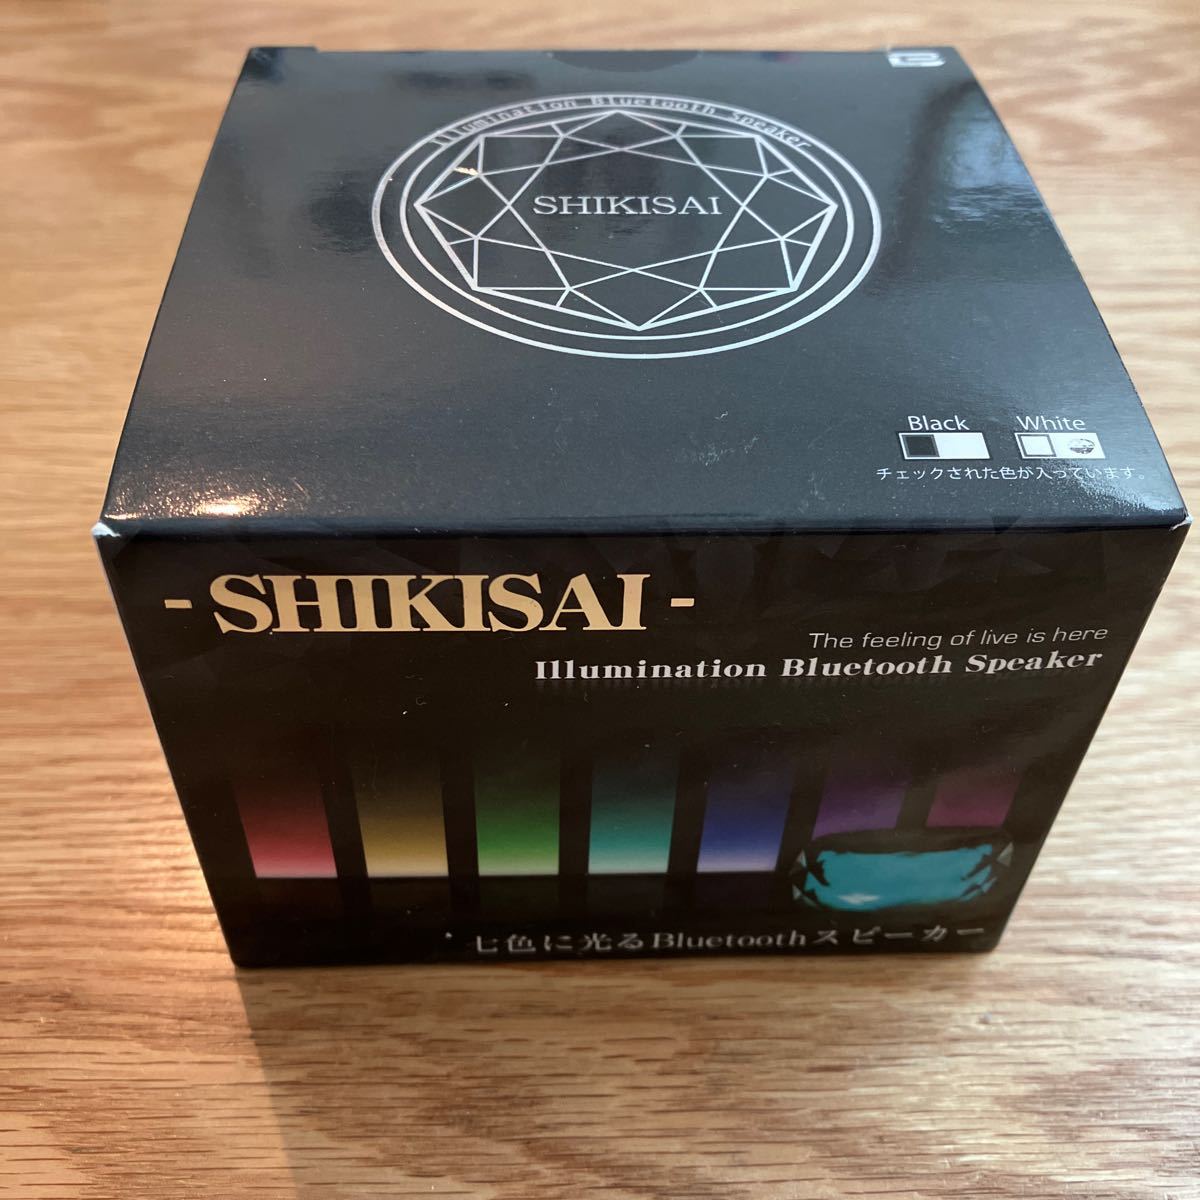 Illumination Bluetooth Speaker
SHIKISAI
Black
White
チェックされた色が入っています。
- SHIKISAI -
The feeling of live is here
Illumination Bluetooth Speaker
七色に光るBluetoothスピーカー